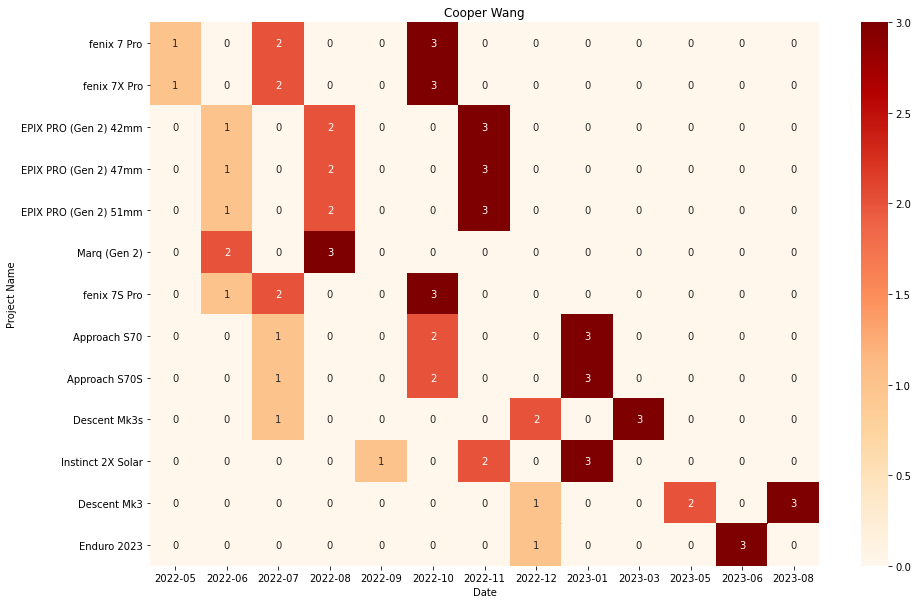 Cooper Wang
fenix 7 Pro 1 0 2 0 0 3 0 0 0 0 0 0 0
fenix 7X Pro 1 0 2 0 0 3 0 0 0 0 0 0 0
EPIX PRO (Gen 2) 42mm 0 1 0 2 0 0 3 0 0 0 0 0 0
EPIX PRO (Gen 2) 47mm 0 1 0 2 0 0 3 0 0 0 0 0 0
EPIX PRO (Gen 2) 51mm 0 1 0 2 0 0 3 0 0 0 0 0 0
Marq (Gen 2) 0 2 0 3 0 0 0 0 0 0 0 0 0
fenix 7S Pro 0 1 2 0 0 3 0 0 0 0 0 0 0
Approach S70 0 0 1 0 0 2 0 0 3 0 0 0 0
Approach S70S 0 0 1 0 0 2 0 0 3 0 0 0 0
Descent Mk3s 0 0 1 0 0 0 0 2 0 3 0 0 0
Instinct 2X Solar 0 0 0 0 1 0 2 0 3 0 0 0 0
Descent Mk3 0 0 0 0 0 0 0 1 0 0 2 0 3
Enduro 2023 0 0 0 0 0 0 0 1 0 0 0 3 0
2022-05 2022-06 2022-07 2022-08 2022-09 2022-10 2022-11 2022-12 2023-01 2023-03 2023-05 2023-06 2023-08
Date
Project Name
3.0
2.5
2.0
1.5
1.0
0.5
0.0